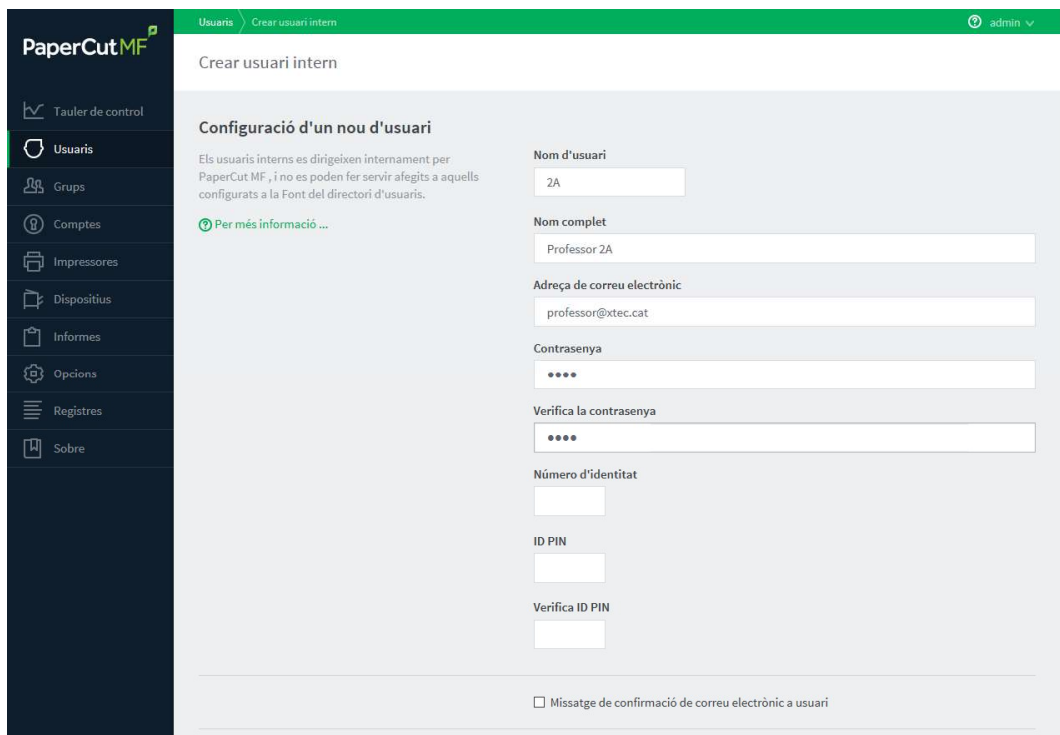 PaperCut MF
Usuaris
Crear usuari intern
admin
Crear usuari intern
Tauler de control
Usuaris
Grups
Comptes
Impressores
Dispositius
Informes
Opcions
Registres
Sobre
Configuració d'un nou d'usuari
Els usuaris interns es dirigeixen internament per
PaperCut MF , i no es poden fer servir afegits a aquells
configurats a la Font del directori d'usuaris.
Per més informació ...
Nom d'usuari
2A
Nom complet
Professor 2A
Adreça de correu electrònic
professor@xtec.cat
Contrasenya
••••
Verifica la contrasenya
••••
Número d'identitat
ID PIN
Verifica ID PIN
Missatge de confirmació de correu electrònic a usuari